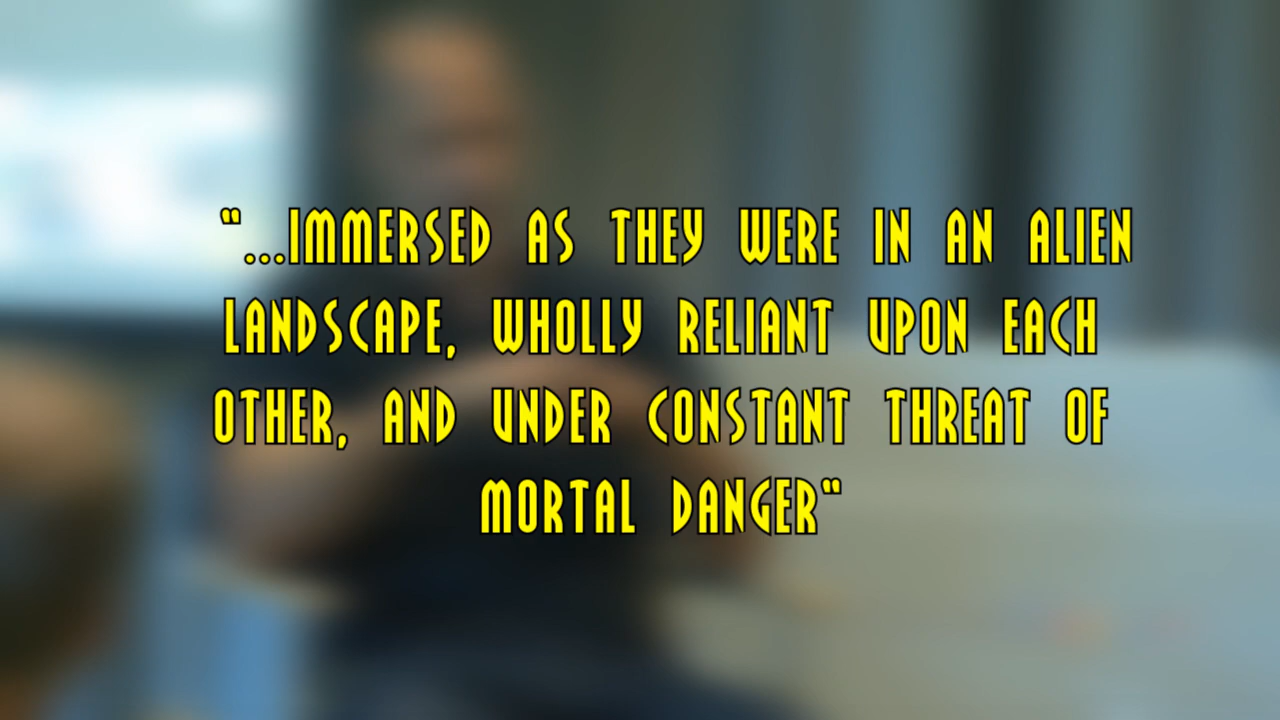 “...IMMERSED AS THEY WERE IN AN ALIEN
LANDSCAPE, WHOLLY RELIANT UPON EACH
OTHER, AND UNDER CONSTANT THREAT OF
MORTAL DANGER“